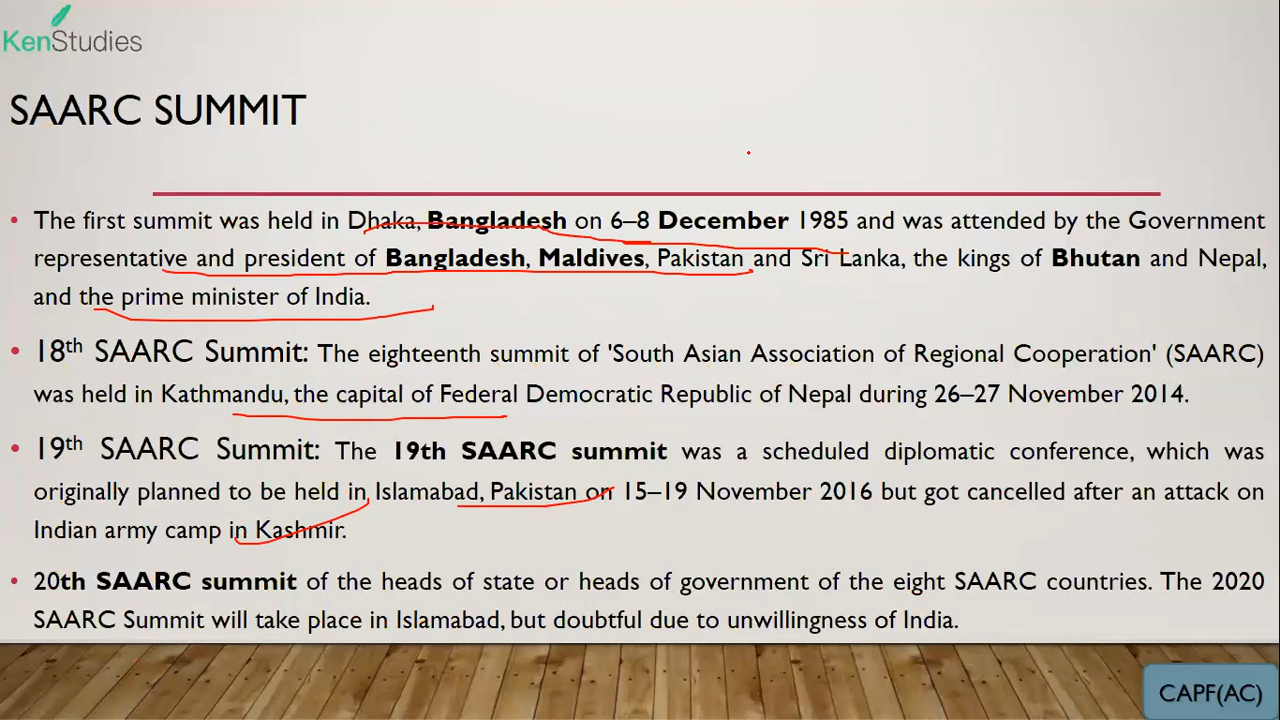 KenStudies
SAARC SUMMIT
• The first summit was held in Dhaka, Bangladesh on 6–8 December 1985 and was attended by the Government
representative and president of Bangladesh, Maldives, Pakistan and Sri Lanka, the kings of Bhutan and Nepal,
and the prime minister of India.
• 18th SAARC Summit: The eighteenth summit of 'South Asian Association of Regional Cooperation' (SAARC)
was held in Kathmandu, the capital of Federal Democratic Republic of Nepal during 26–27 November 2014.
• 19th SAARC Summit: The 19th SAARC summit was a scheduled diplomatic conference, which was
originally planned to be held in Islamabad, Pakistan on 15–19 November 2016 but got cancelled after an attack on
Indian army camp in Kashmir.
• 20th SAARC summit of the heads of state or heads of government of the eight SAARC countries. The 2020
SAARC Summit will take place in Islamabad, but doubtful due to unwillingness of India.
CAPF(AC)